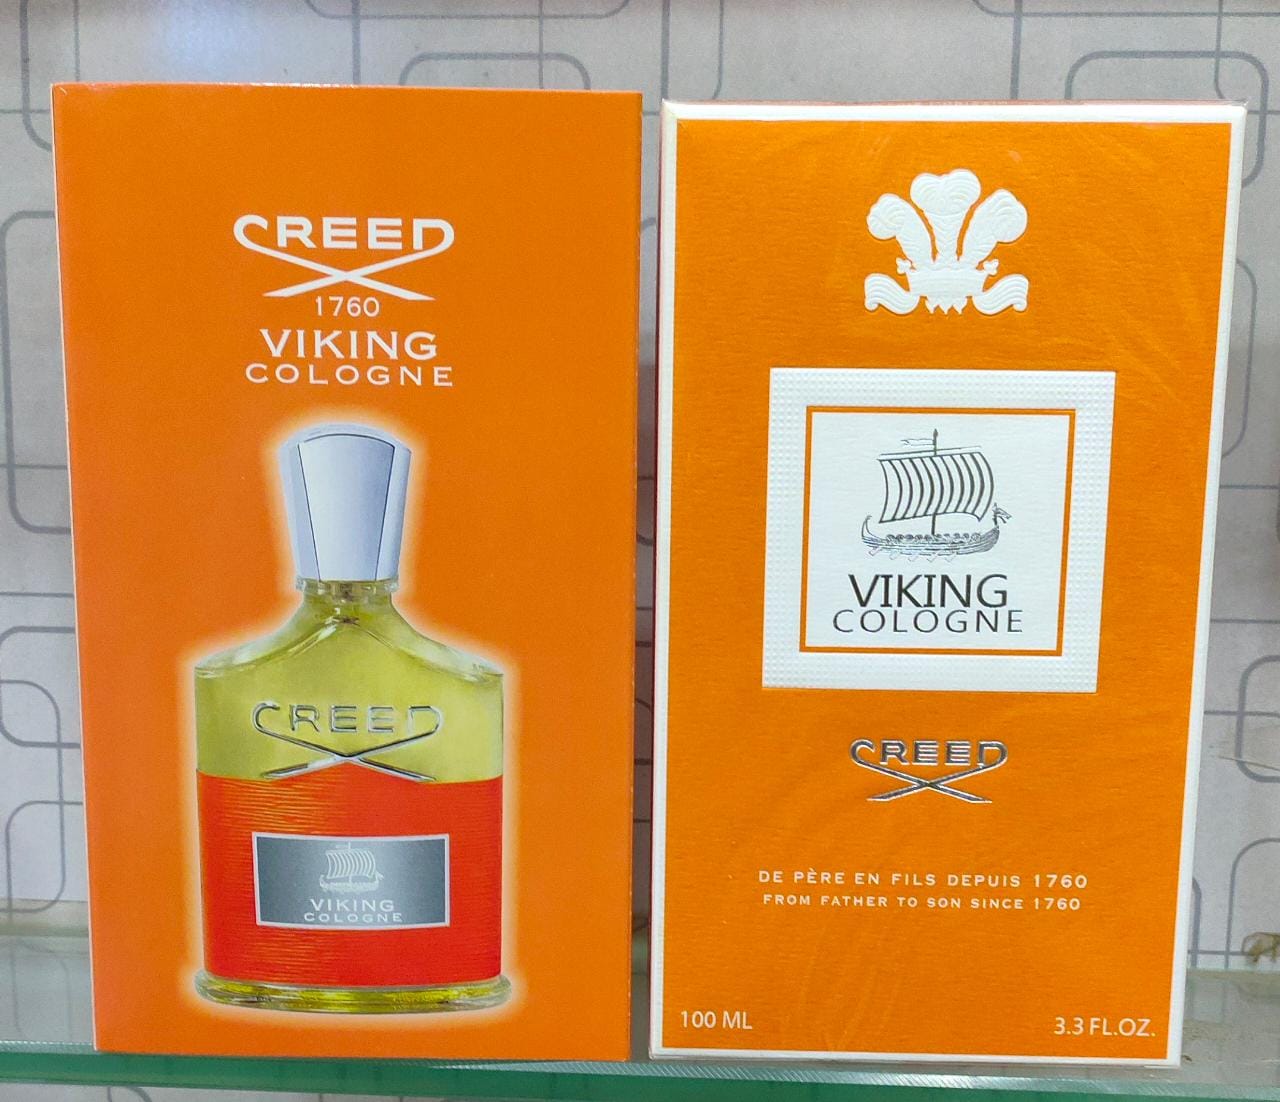 CREED
1760
VIKING
COLOGNE
CREED
VIKING
COLOGNE
VIKING
COLOGNE
CREED
DE PÈRE EN FILS DEPUIS 1760
FROM FATHER TO SON SINCE 1760
100 ML
3.3 FL.OZ.